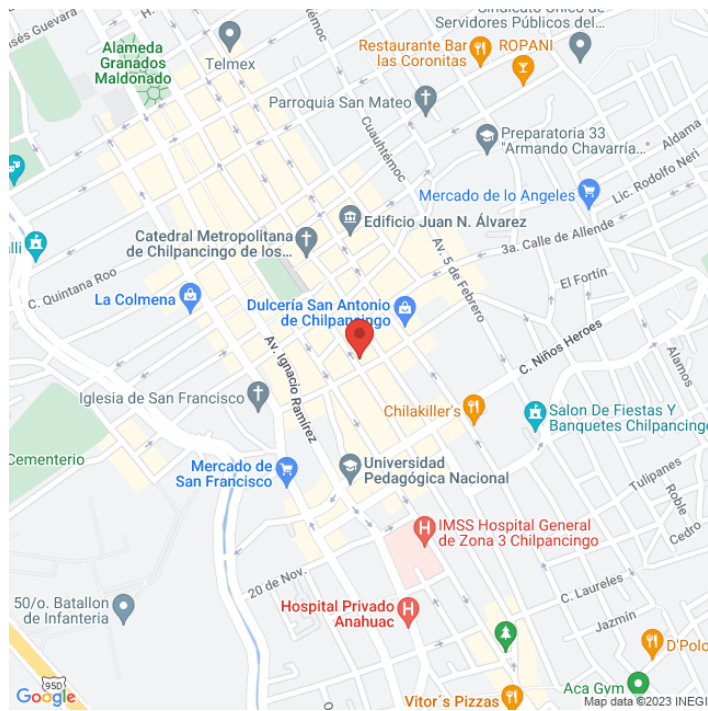 Sindicato Único de
Servidores Públicos del...
Moisés Guevara
Alameda
Granados
Maldonado
Telmex
Restaurante Bar
las Coronitas
ROPANI
Parroquia San Mateo
Cuauhtémoc
Preparatoria 33
"Armando Chavarría..."
Aldama
Lic. Rodolfo Neri
Mercado de lo Angeles
Edificio Juan N. Álvarez
Catedral Metropolitana
de Chilpancingo de los...
3a. Calle de Allende
Av. 5 de Febrero
alli
C. Quintana Roo
El Fortín
La Colmena
Dulcería San Antonio
de Chilpancingo
C. Niños Heroes
Av. Ignacio Ramírez
Alamos
Iglesia de San Francisco
Chilakiller's
Salon De Fiestas Y
Banquetes Chilpancingo
Cementerio
Mercado de
San Francisco
Universidad
Pedagógica Nacional
Tulipanes
Roble
Cedro
IMSS Hospital General
de Zona 3 Chilpancingo
20 de Nov.
C. Laureles
50/o. Batallon
de Infanteria
Hospital Privado
Anahuac
Jazmín
D'Polo
95D
Google
Vitor´s Pizzas
Aca Gym
Map data ©2023 INEGI